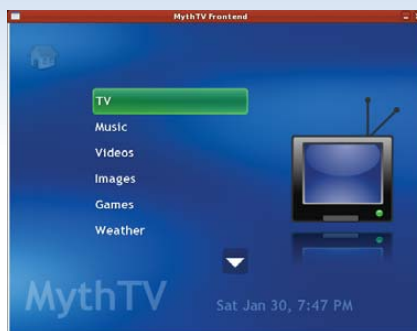 MythTV Frontend
TV
Music
Videos
Images
Games
Weather
MythTV
Sat Jan 30, 7:47 PM